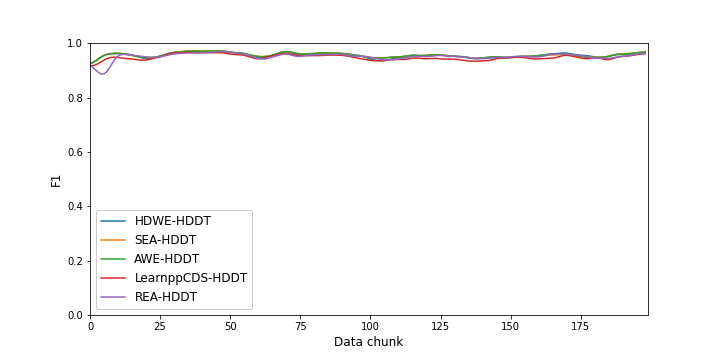 1.0
0.8
0.6
0.4
0.2
0.0
F1
HDWE-HDDT
SEA-HDDT
AWE-HDDT
LearnppCDS-HDDT
REA-HDDT
0 25 50 75 100 125 150 175
Data chunk